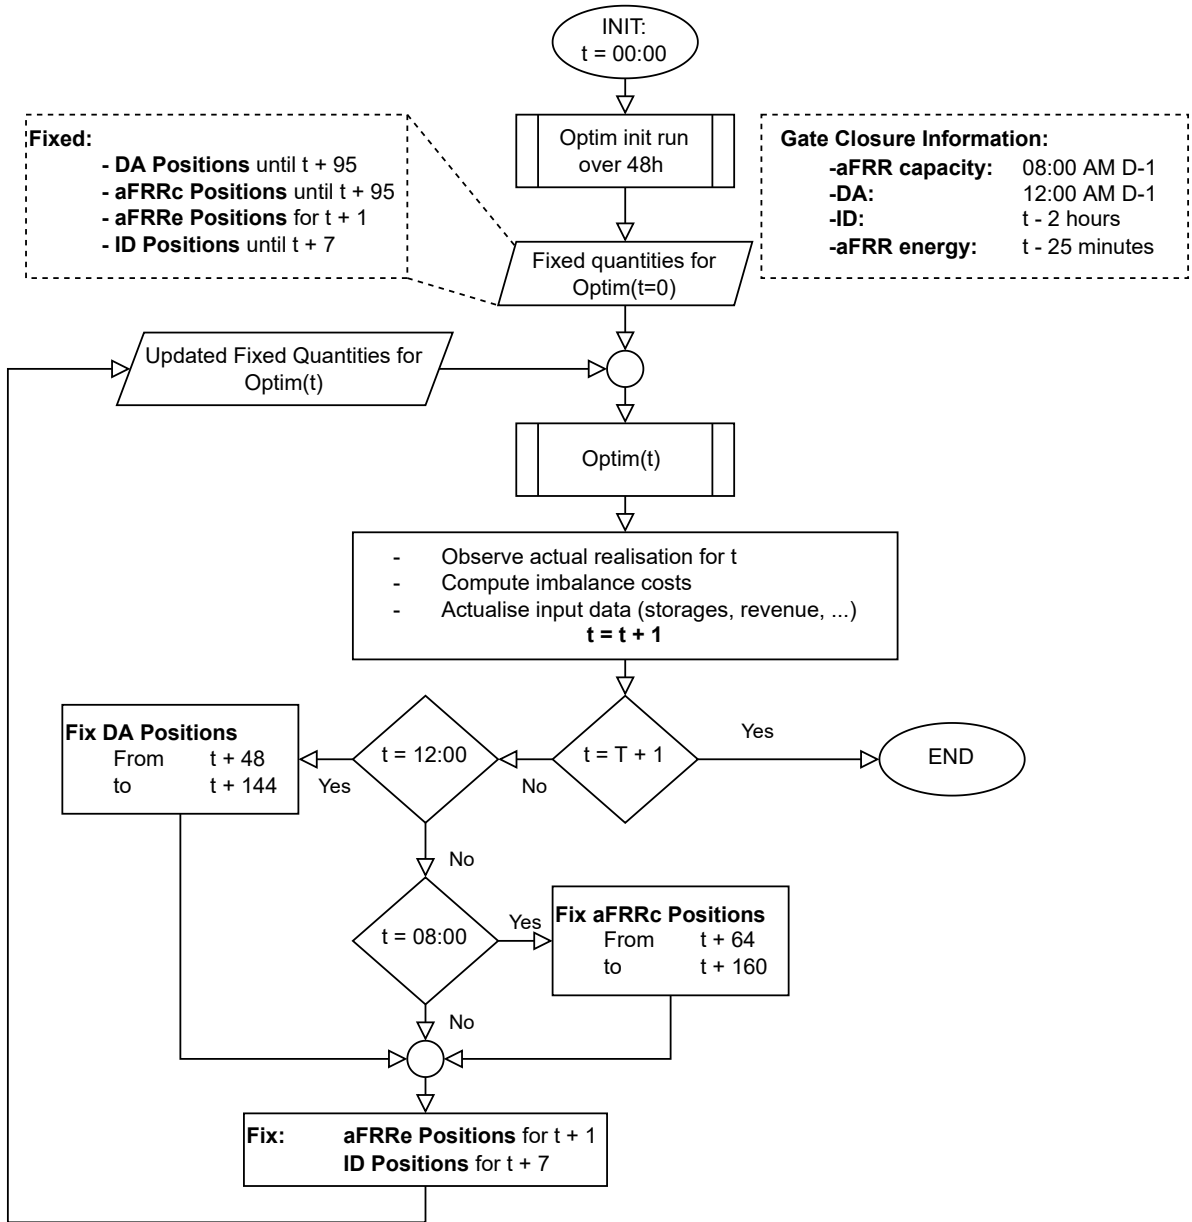 INIT:
t = 00:00
Fixed:
- DA Positions until t + 95
- aFRRc Positions until t + 95
- aFRRe Positions for t + 1
- ID Positions until t + 7
Optim init run
over 48h
Gate Closure Information:
-aFRR capacity: 08:00 AM D-1
-DA: 12:00 AM D-1
-ID: t - 2 hours
-aFRR energy: t - 25 minutes
Fixed quantities for
Optim(t=0)
Updated Fixed Quantities for
Optim(t)
Optim(t)
- Observe actual realisation for t
- Compute imbalance costs
- Actualise input data (storages, revenue, ...)
t = t + 1
t = T + 1
Yes
END
No
t = 12:00
Yes
Fix DA Positions
From t + 48
to t + 144
No
t = 08:00
Yes
Fix aFRRc Positions
From t + 64
to t + 160
No
Fix: aFRRe Positions for t + 1
ID Positions for t + 7